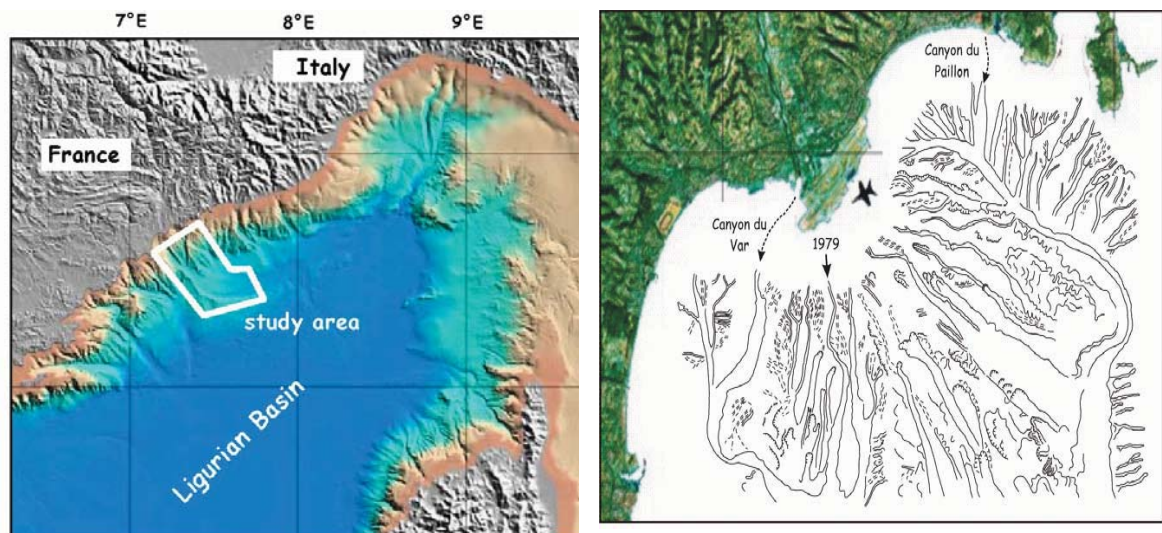 7°E
8°E
9°E
Italy
France
study area
Ligurian Basin
Canyon du
Paillon
Canyon du
Var
1979